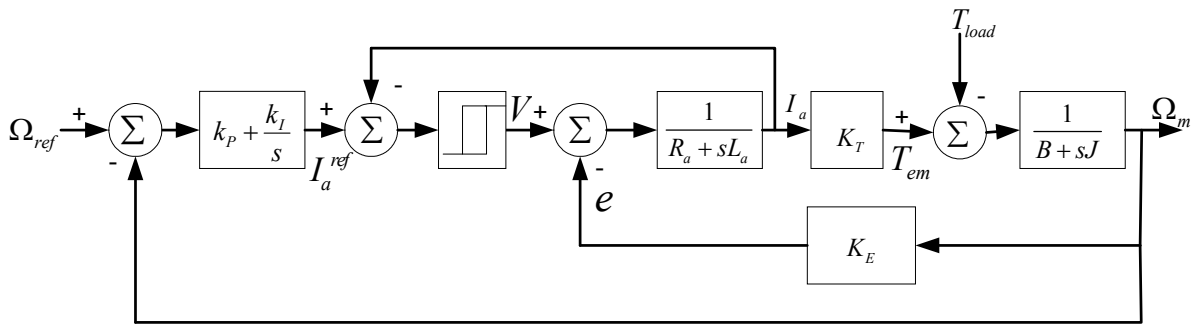 T_load
Ω_ref + - Σ k_P + k_I/s + I_a^ref - Σ V + - Σ e 1/(R_a + sL_a) I_a K_T + T_em - Σ 1/(B + sJ) Ω_m
K_E